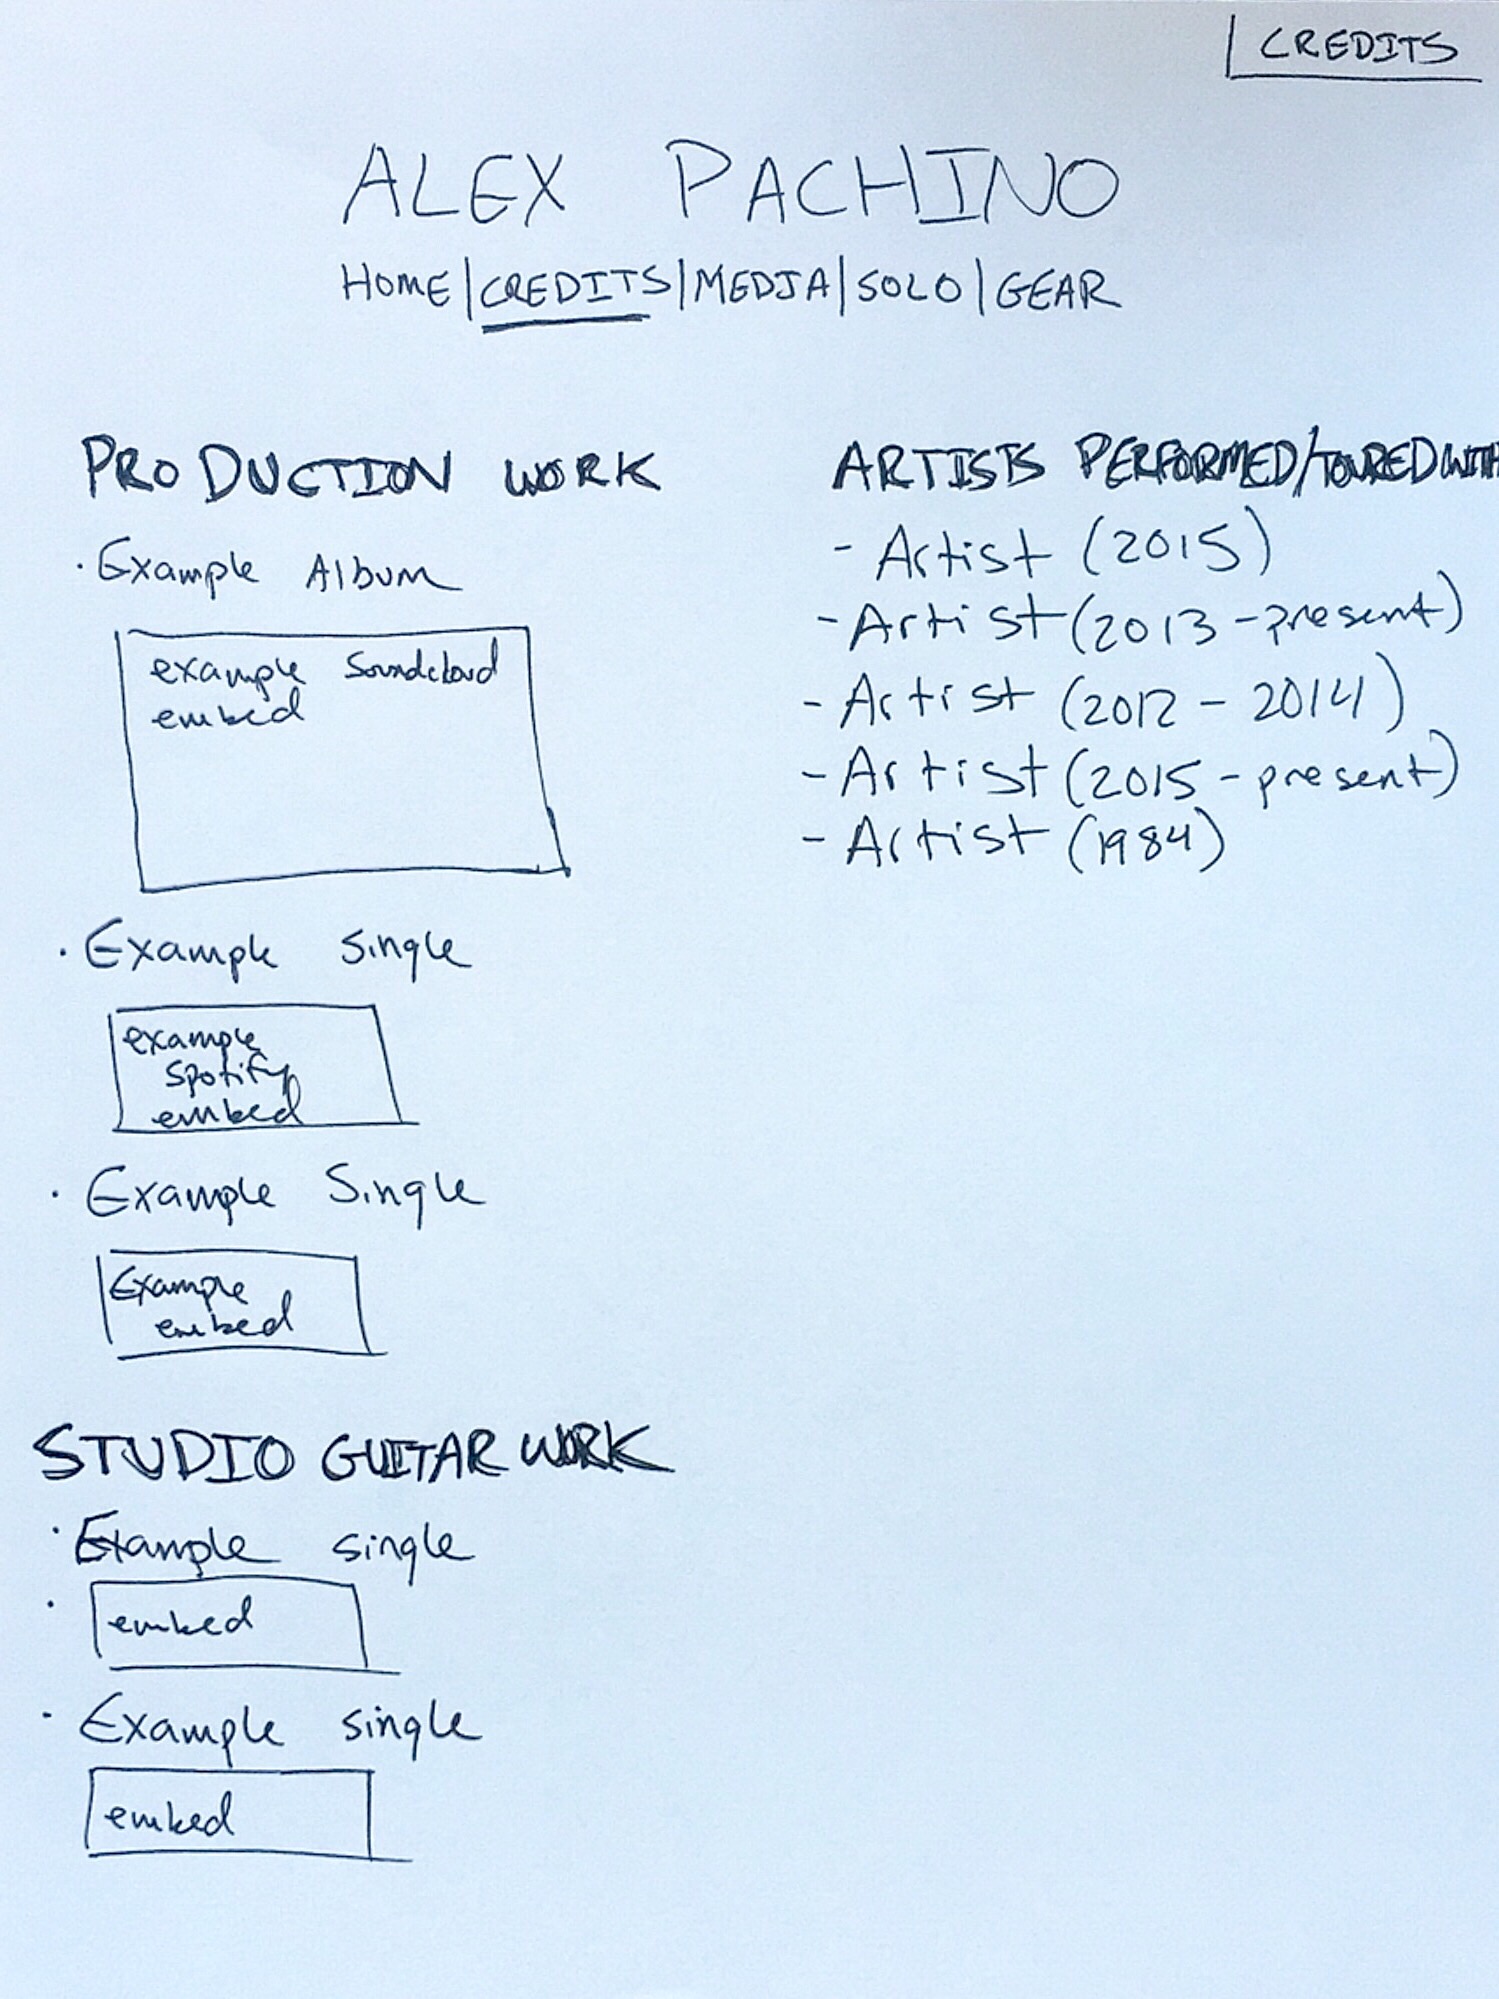 CREDITS
ALEX PACHINO
HOME|CREDITS|MEDIA|SOLO|GEAR
PRODUCTION WORK
· Example Album
example Soundcloud
embed
· Example Single
example
spotify
embed
· Example Single
Example
embed
STUDIO GUITAR WORK
· Example single
· embed
· Example single
embed
ARTISTS PERFORMED/TOURED WITH
- Artist (2015)
- Artist (2013 - present)
- Artist (2012 - 2014)
- Artist (2015 - present)
- Artist (1984)